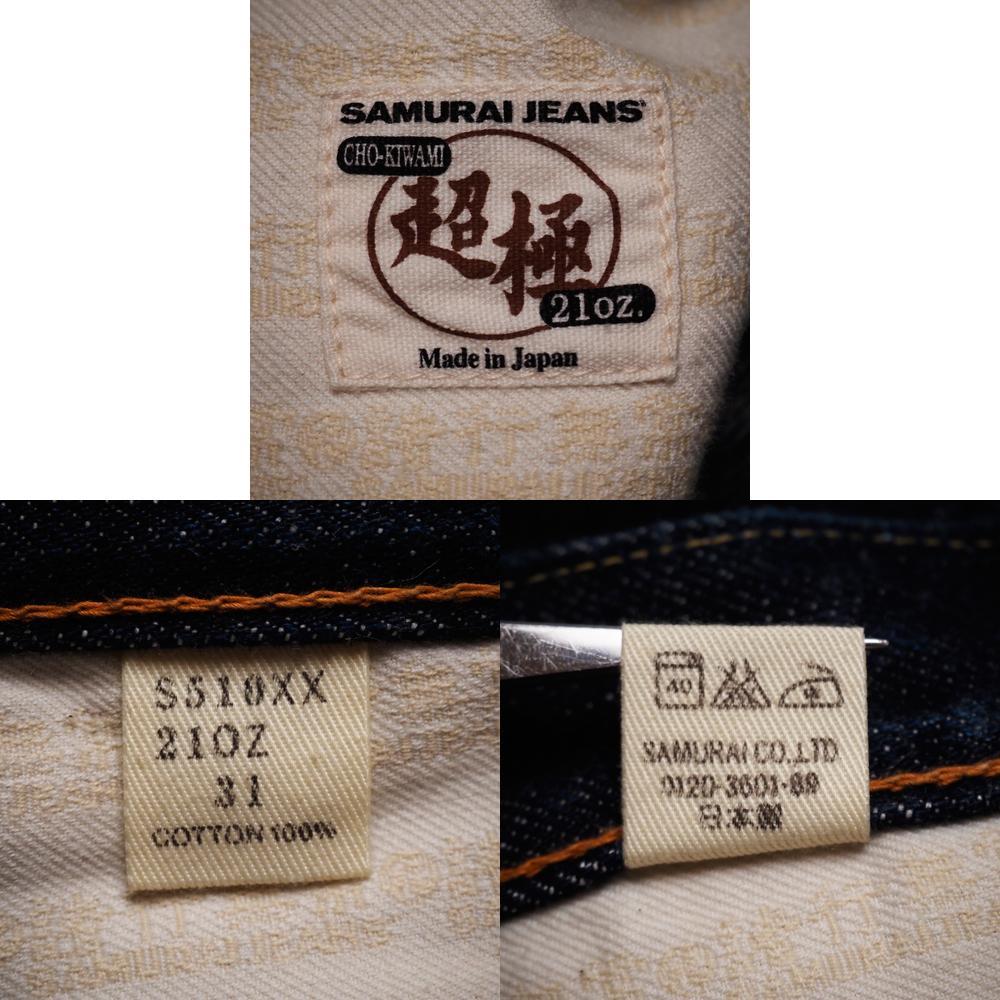 SAMURAI JEANS
CHO-KIWAMI
超極
21oz.
Made in Japan
S510XX
21OZ
31
COTTON 100%
40
SAMURAI CO.,LTD
0120-3601-89
日本製